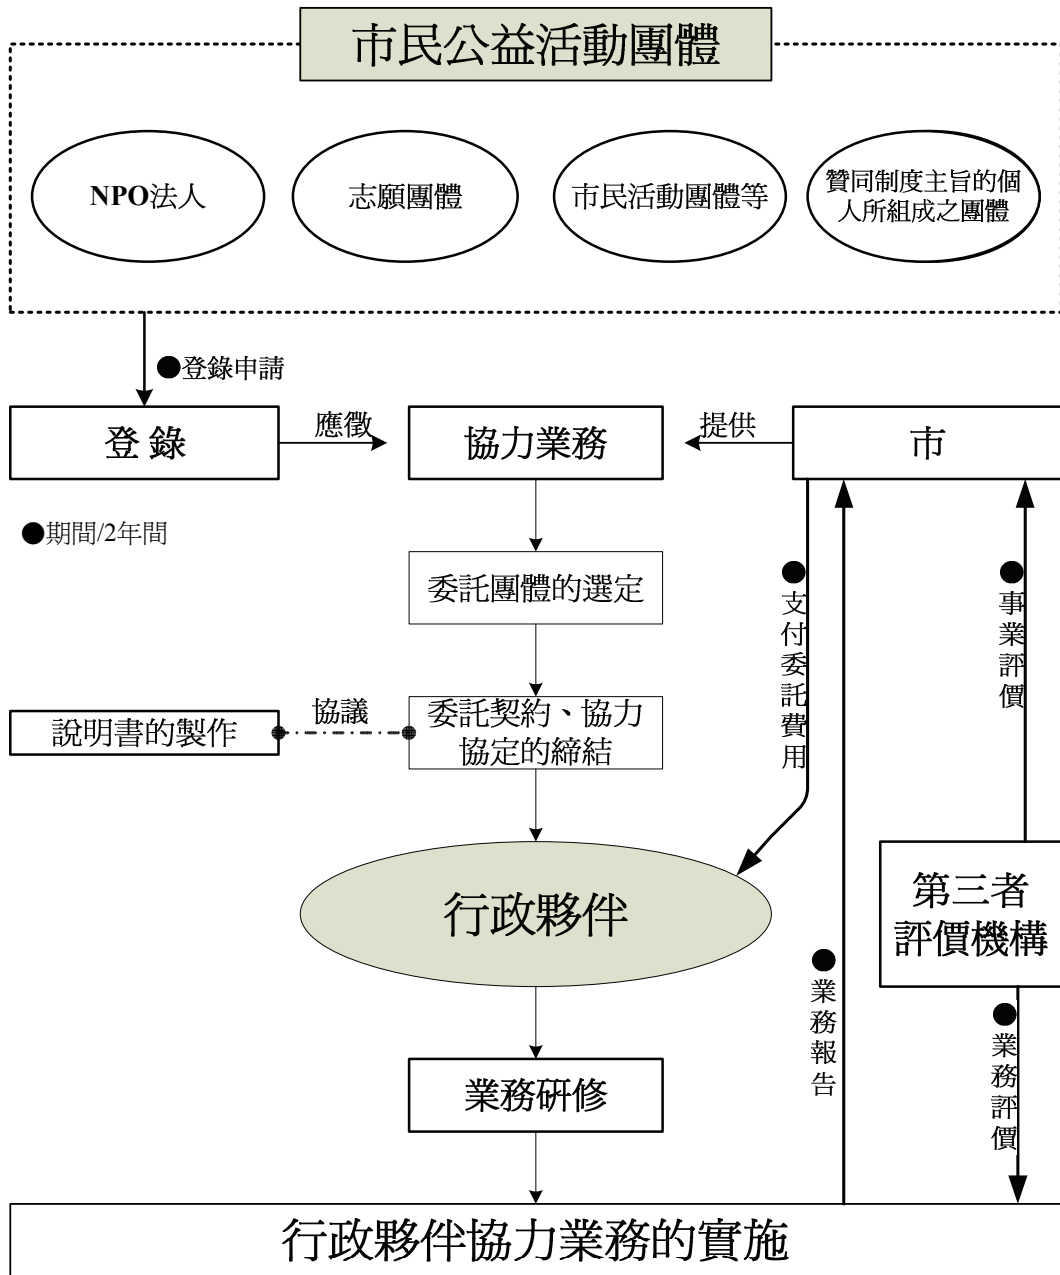 市民公益活動團體
NPO法人
志願團體
市民活動團體等
贊同制度主旨的個
人所組成之團體
●登錄申請
登錄
應徵
協力業務
提供
市
●期間/2年間
委託團體的選定
●支付委託費用
●事業評價
說明書的製作
協議
委託契約、協力
協定的締結
行政夥伴
第三者
評價機構
●業務報告
●業務評價
業務研修
行政夥伴協力業務的實施